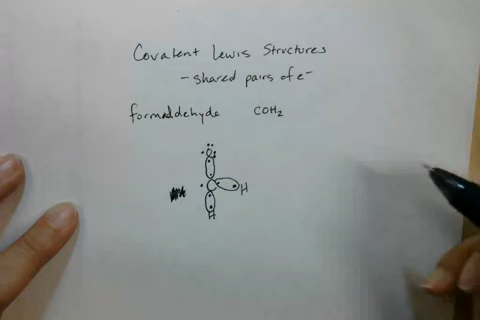 Covalent Lewis Structures
- shared pairs of e-
formaldehyde COH₂
O
C H
H